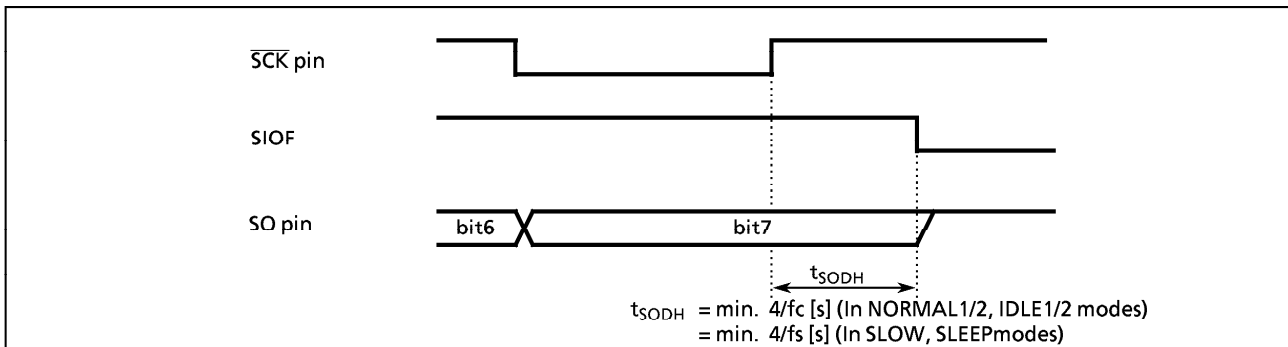 S̅C̅K̅ pin
SIOF
SO pin
bit6
bit7
tSODH
tSODH = min. 4/fc [s] (In NORMAL1/2, IDLE1/2 modes)
= min. 4/fs [s] (In SLOW, SLEEPmodes)